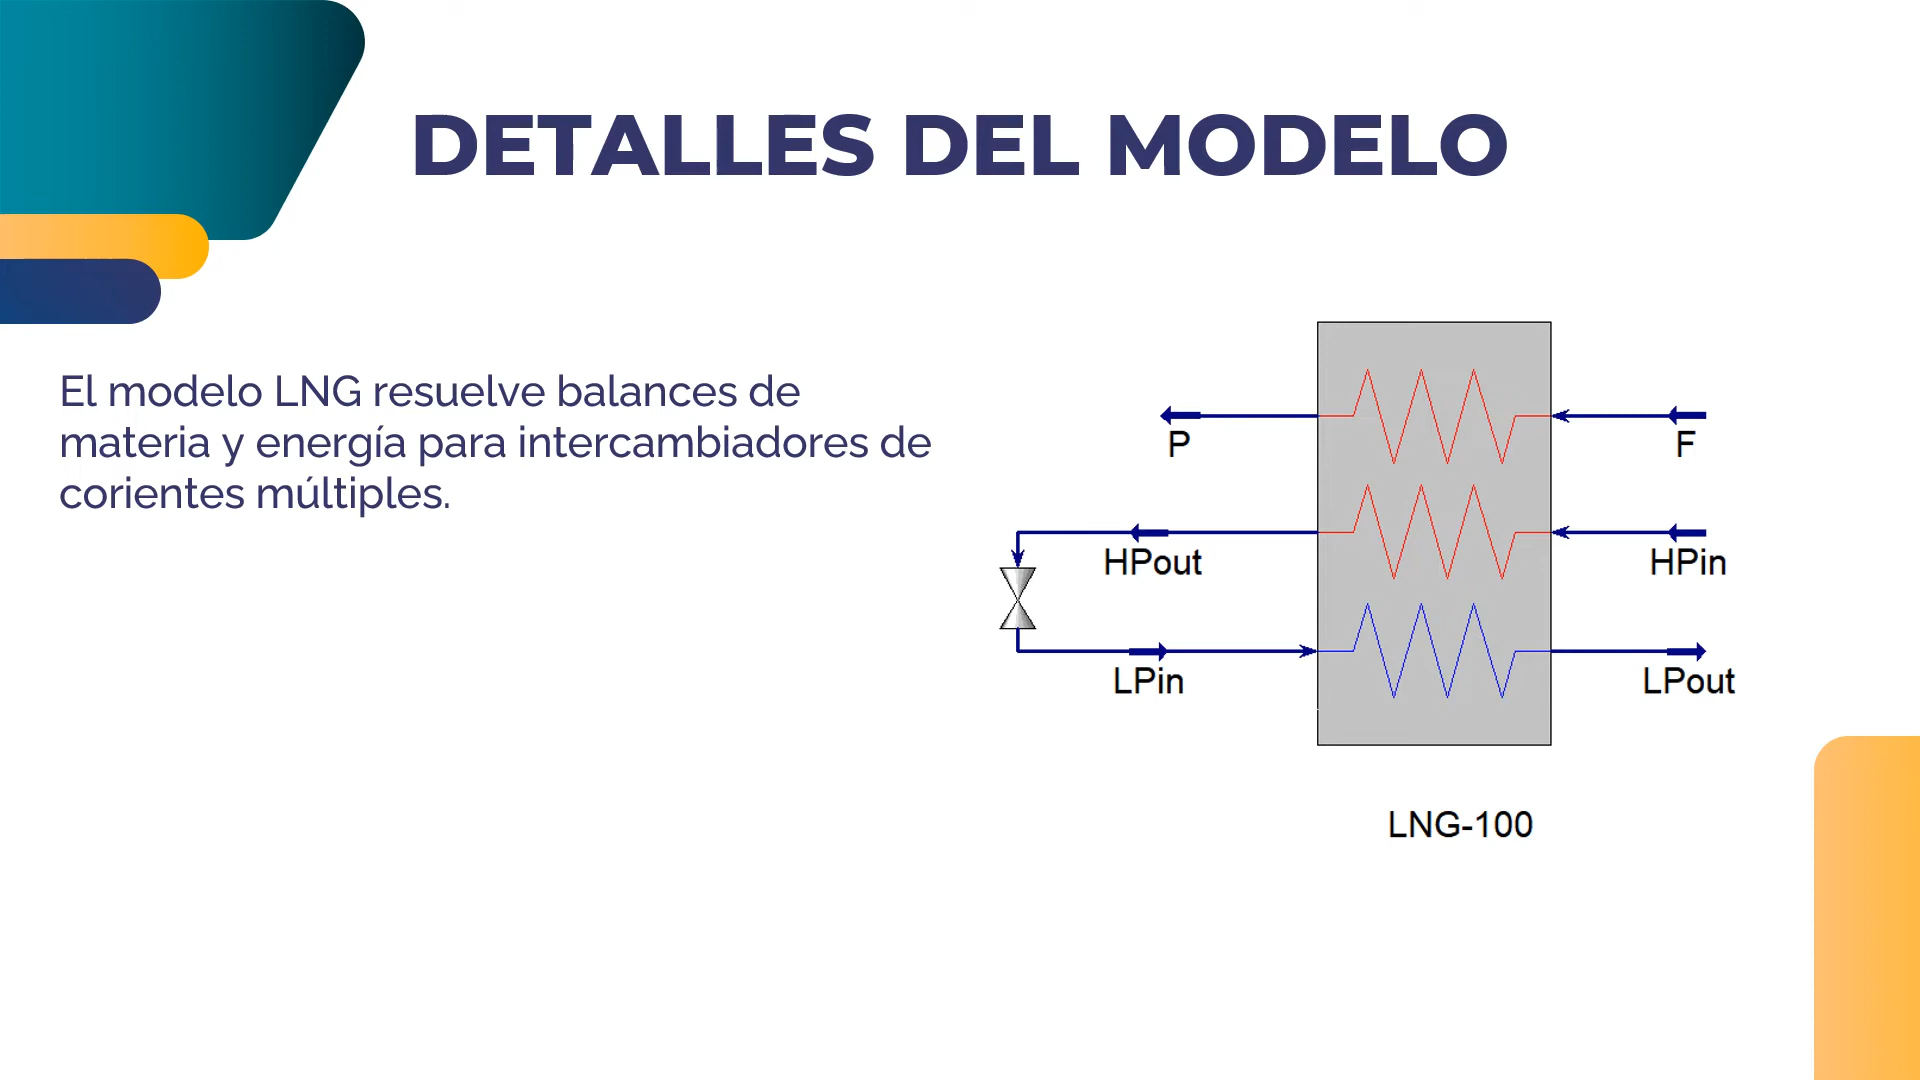 DETALLES DEL MODELO
El modelo LNG resuelve balances de
materia y energía para intercambiadores de
corientes múltiples.
P
F
HPout
HPin
LPin
LPout
LNG-100